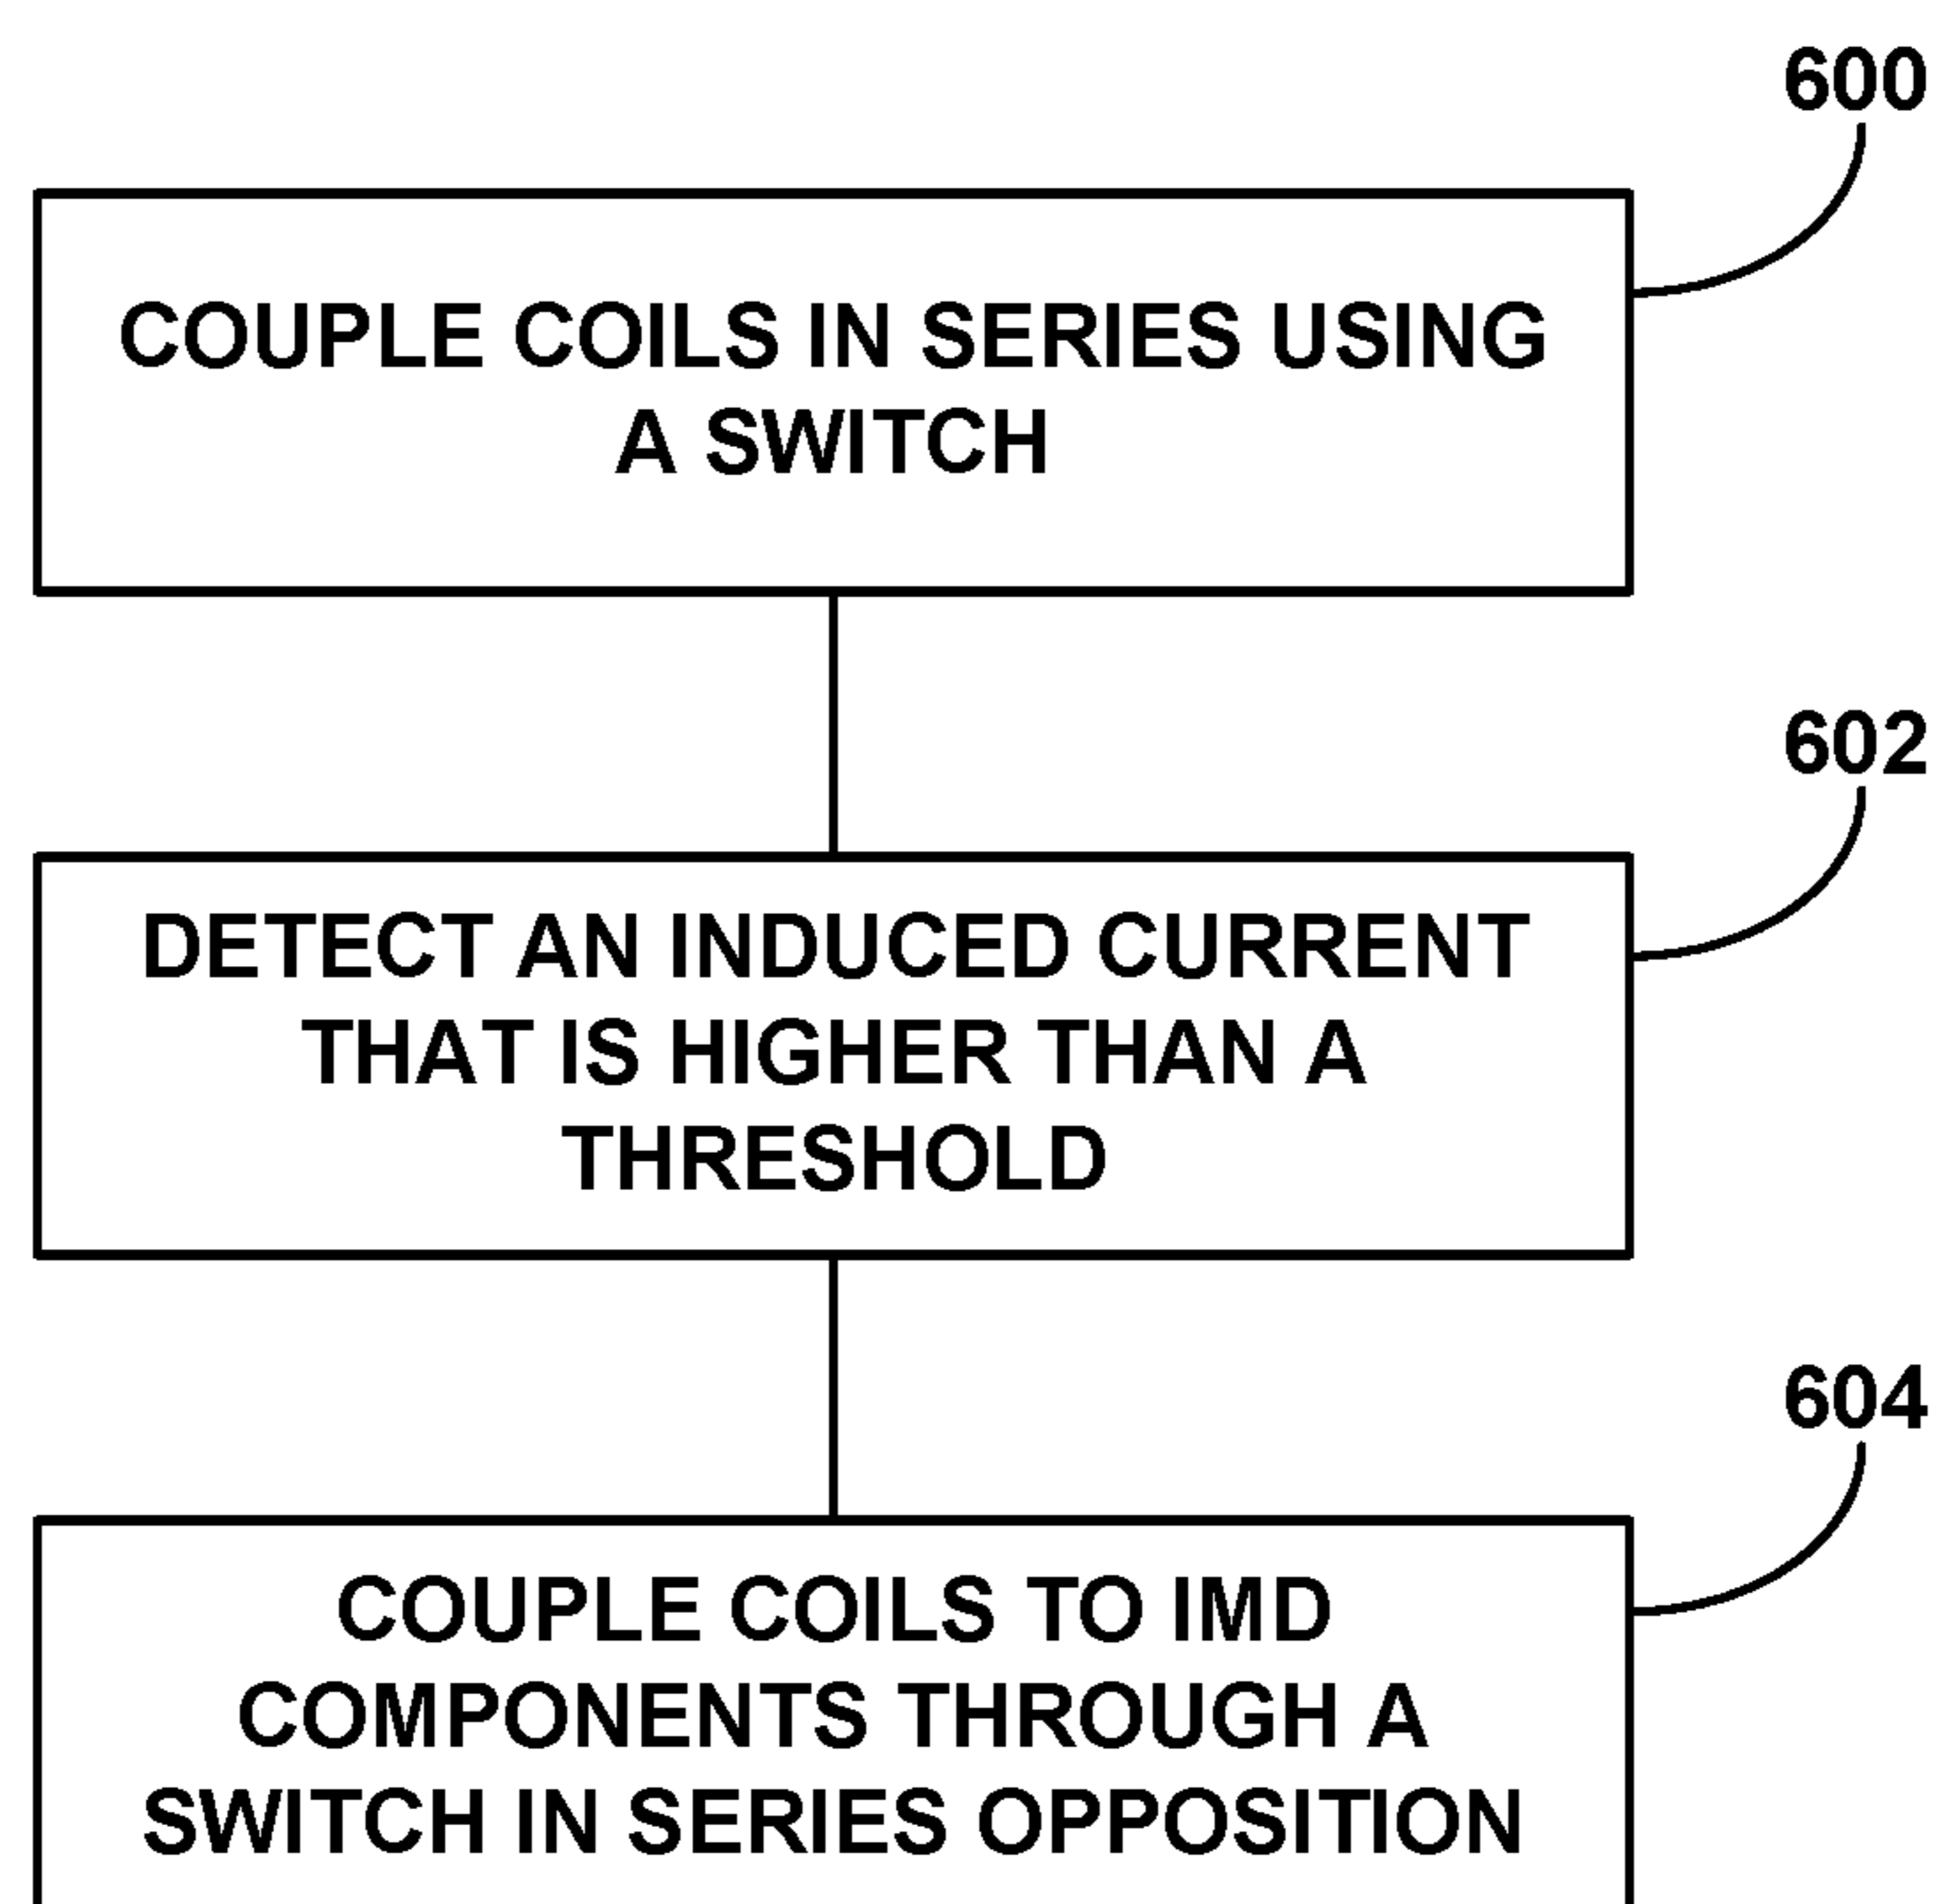 600
COUPLE COILS IN SERIES USING
A SWITCH
602
DETECT AN INDUCED CURRENT
THAT IS HIGHER THAN A
THRESHOLD
604
COUPLE COILS TO IMD
COMPONENTS THROUGH A
SWITCH IN SERIES OPPOSITION